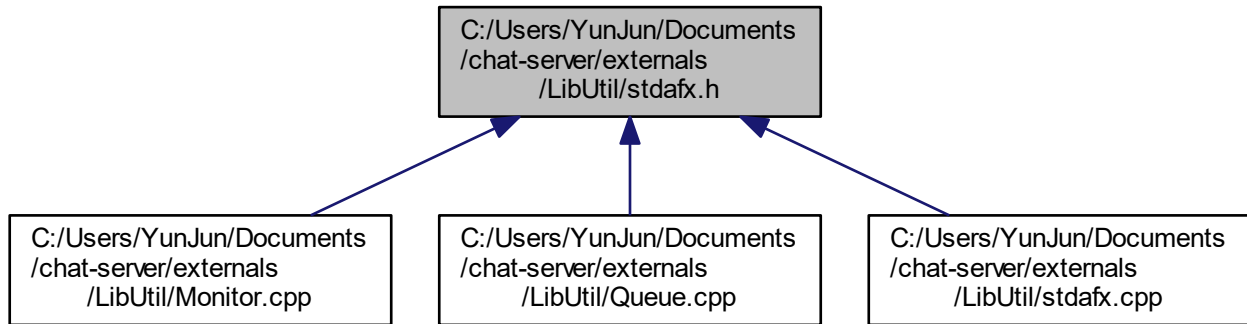 C:/Users/YunJun/Documents
/chat-server/externals
/LibUtil/stdafx.h
C:/Users/YunJun/Documents
/chat-server/externals
/LibUtil/Monitor.cpp
C:/Users/YunJun/Documents
/chat-server/externals
/LibUtil/Queue.cpp
C:/Users/YunJun/Documents
/chat-server/externals
/LibUtil/stdafx.cpp